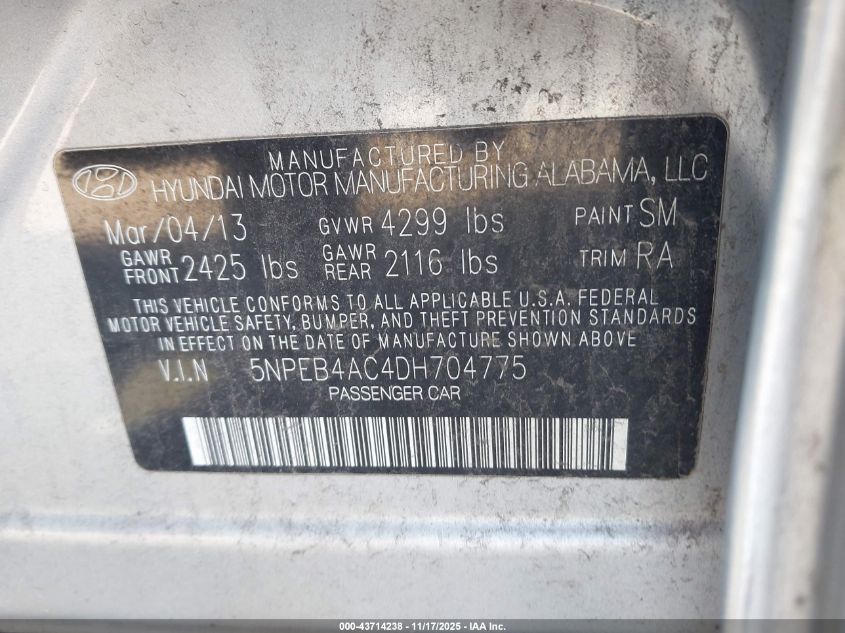 MANUFACTURED BY
HYUNDAI MOTOR MANUFACTURING ALABAMA, LLC
Mar/04/13 GVWR 4299 lbs PAINT SM
GAWR FRONT 2425 lbs GAWR REAR 2116 lbs TRIM RA
THIS VEHICLE CONFORMS TO ALL APPLICABLE U.S.A. FEDERAL
MOTOR VEHICLE SAFETY, BUMPER, AND THEFT PREVENTION STANDARDS
IN EFFECT ON THE DATE OF MANUFACTURE SHOWN ABOVE
V.I.N 5NPEB4AC4DH704775
PASSENGER CAR
000-43714238 - 11/17/2025 - IAA Inc.